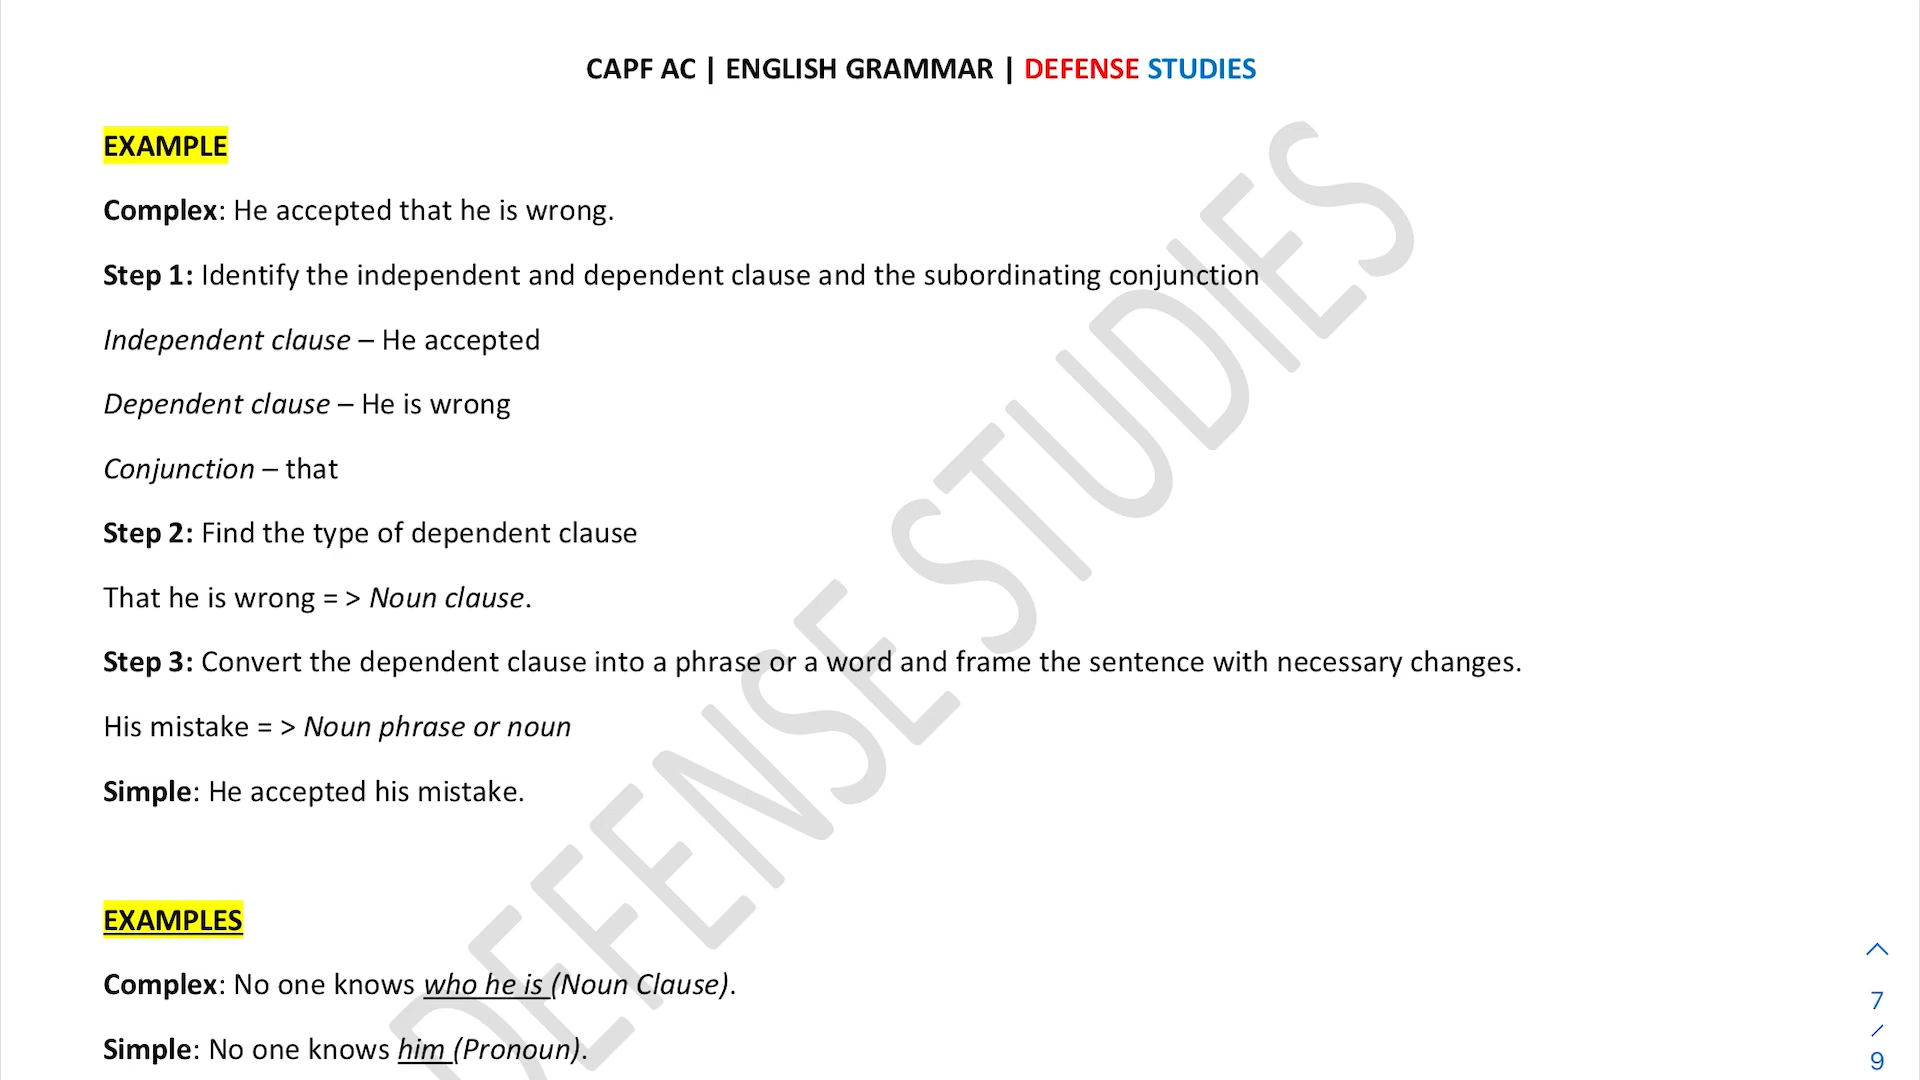 CAPF AC | ENGLISH GRAMMAR | DEFENSE STUDIES
EXAMPLE
Complex: He accepted that he is wrong.
Step 1: Identify the independent and dependent clause and the subordinating conjunction
Independent clause – He accepted
Dependent clause – He is wrong
Conjunction – that
Step 2: Find the type of dependent clause
That he is wrong = > Noun clause.
Step 3: Convert the dependent clause into a phrase or a word and frame the sentence with necessary changes.
His mistake = > Noun phrase or noun
Simple: He accepted his mistake.
EXAMPLES
Complex: No one knows who he is (Noun Clause).
Simple: No one knows him (Pronoun).
DEFENSE STUDIES
7
/
9